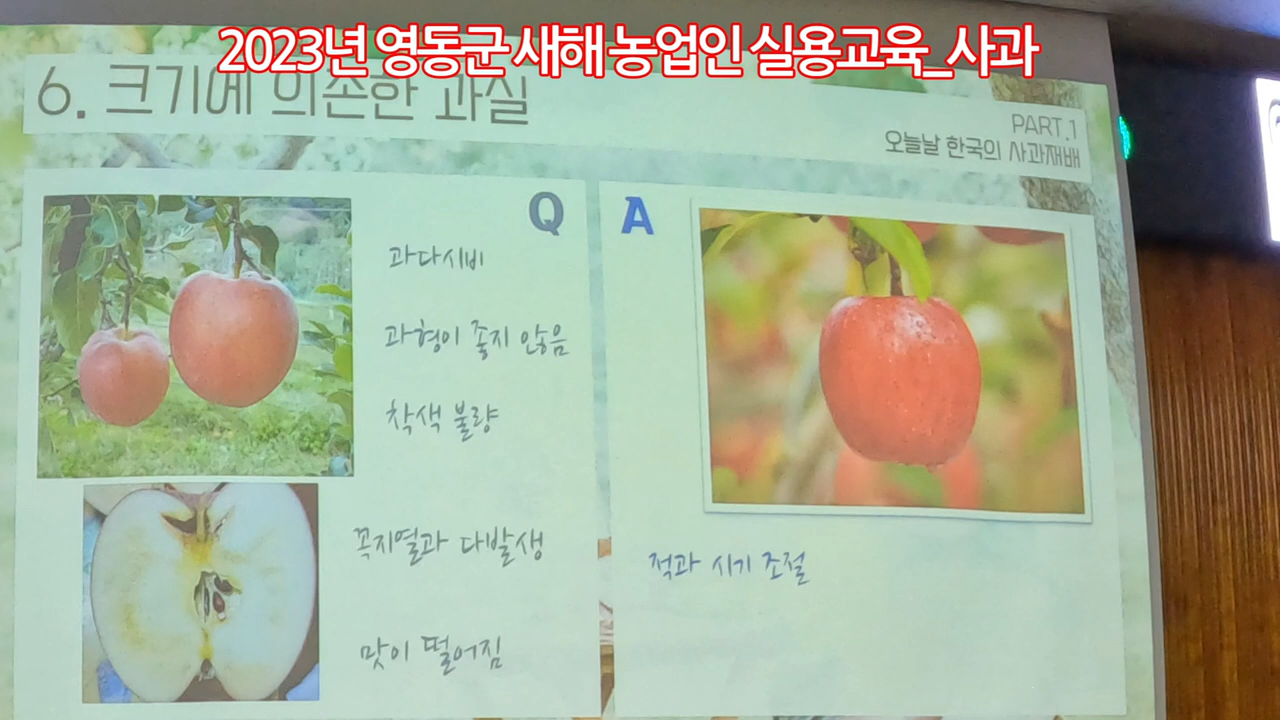 2023년 영동군 새해 농업인 실용교육_사과
6. 크기에 의존한 과실
PART.1
오늘날 한국의 사과재배
Q
과다시비
과형이 좋지 않음
착색 불량
꼭지열과 다발생
맛이 떨어짐
A
적과 시기 조절